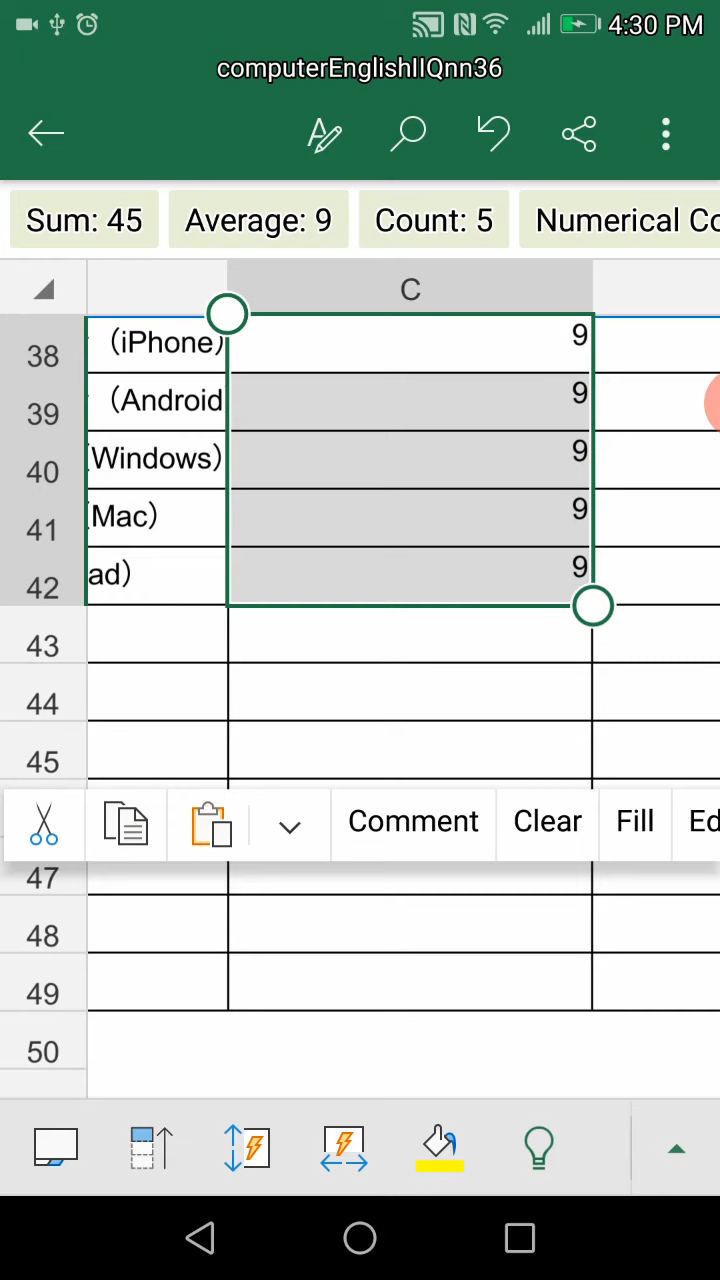 4:30 PM
computerEnglishIIQnn36
Sum: 45 Average: 9 Count: 5 Numerical Co
C
38 （iPhone） 9
39 （Android 9
40 （Windows） 9
41 （Mac） 9
42 ad） 9
43
44
45
Comment Clear Fill Ed
47
48
49
50